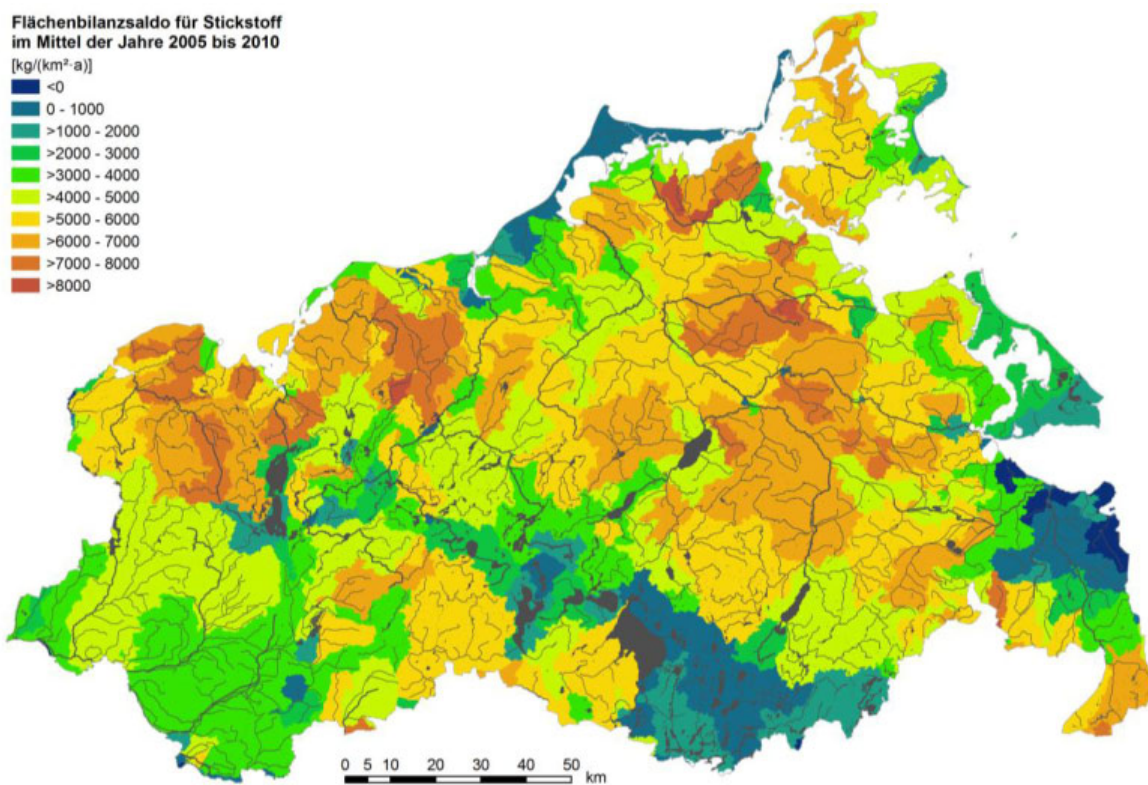 Flächenbilanzsaldo für Stickstoff
im Mittel der Jahre 2005 bis 2010
[kg/(km²·a)]
<0
0 - 1000
>1000 - 2000
>2000 - 3000
>3000 - 4000
>4000 - 5000
>5000 - 6000
>6000 - 7000
>7000 - 8000
>8000
0 5 10 20 30 40 50
km